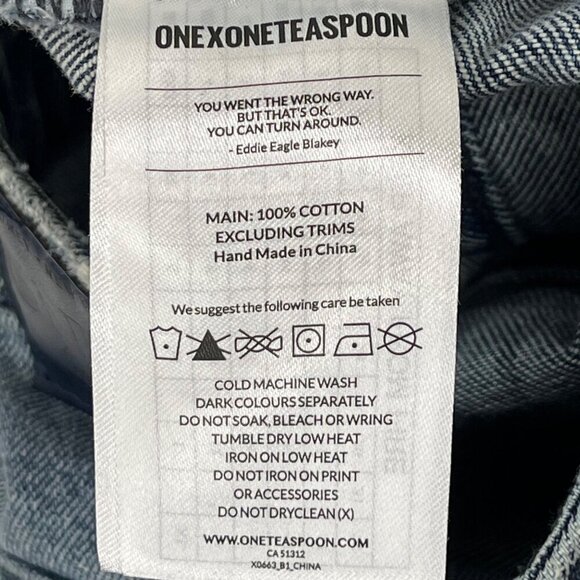 ONEXONETEASPOON
YOU WENT THE WRONG WAY.
BUT THAT'S OK.
YOU CAN TURN AROUND.
- Eddie Eagle Blakey
MAIN: 100% COTTON
EXCLUDING TRIMS
Hand Made in China
We suggest the following care be taken
COLD MACHINE WASH
DARK COLOURS SEPARATELY
DO NOT SOAK, BLEACH OR WRING
TUMBLE DRY LOW HEAT
IRON ON LOW HEAT
DO NOT IRON ON PRINT
OR ACCESSORIES
DO NOT DRYCLEAN (X)
WWW.ONETEASPOON.COM
CA 51312
X0663_B1_CHINA